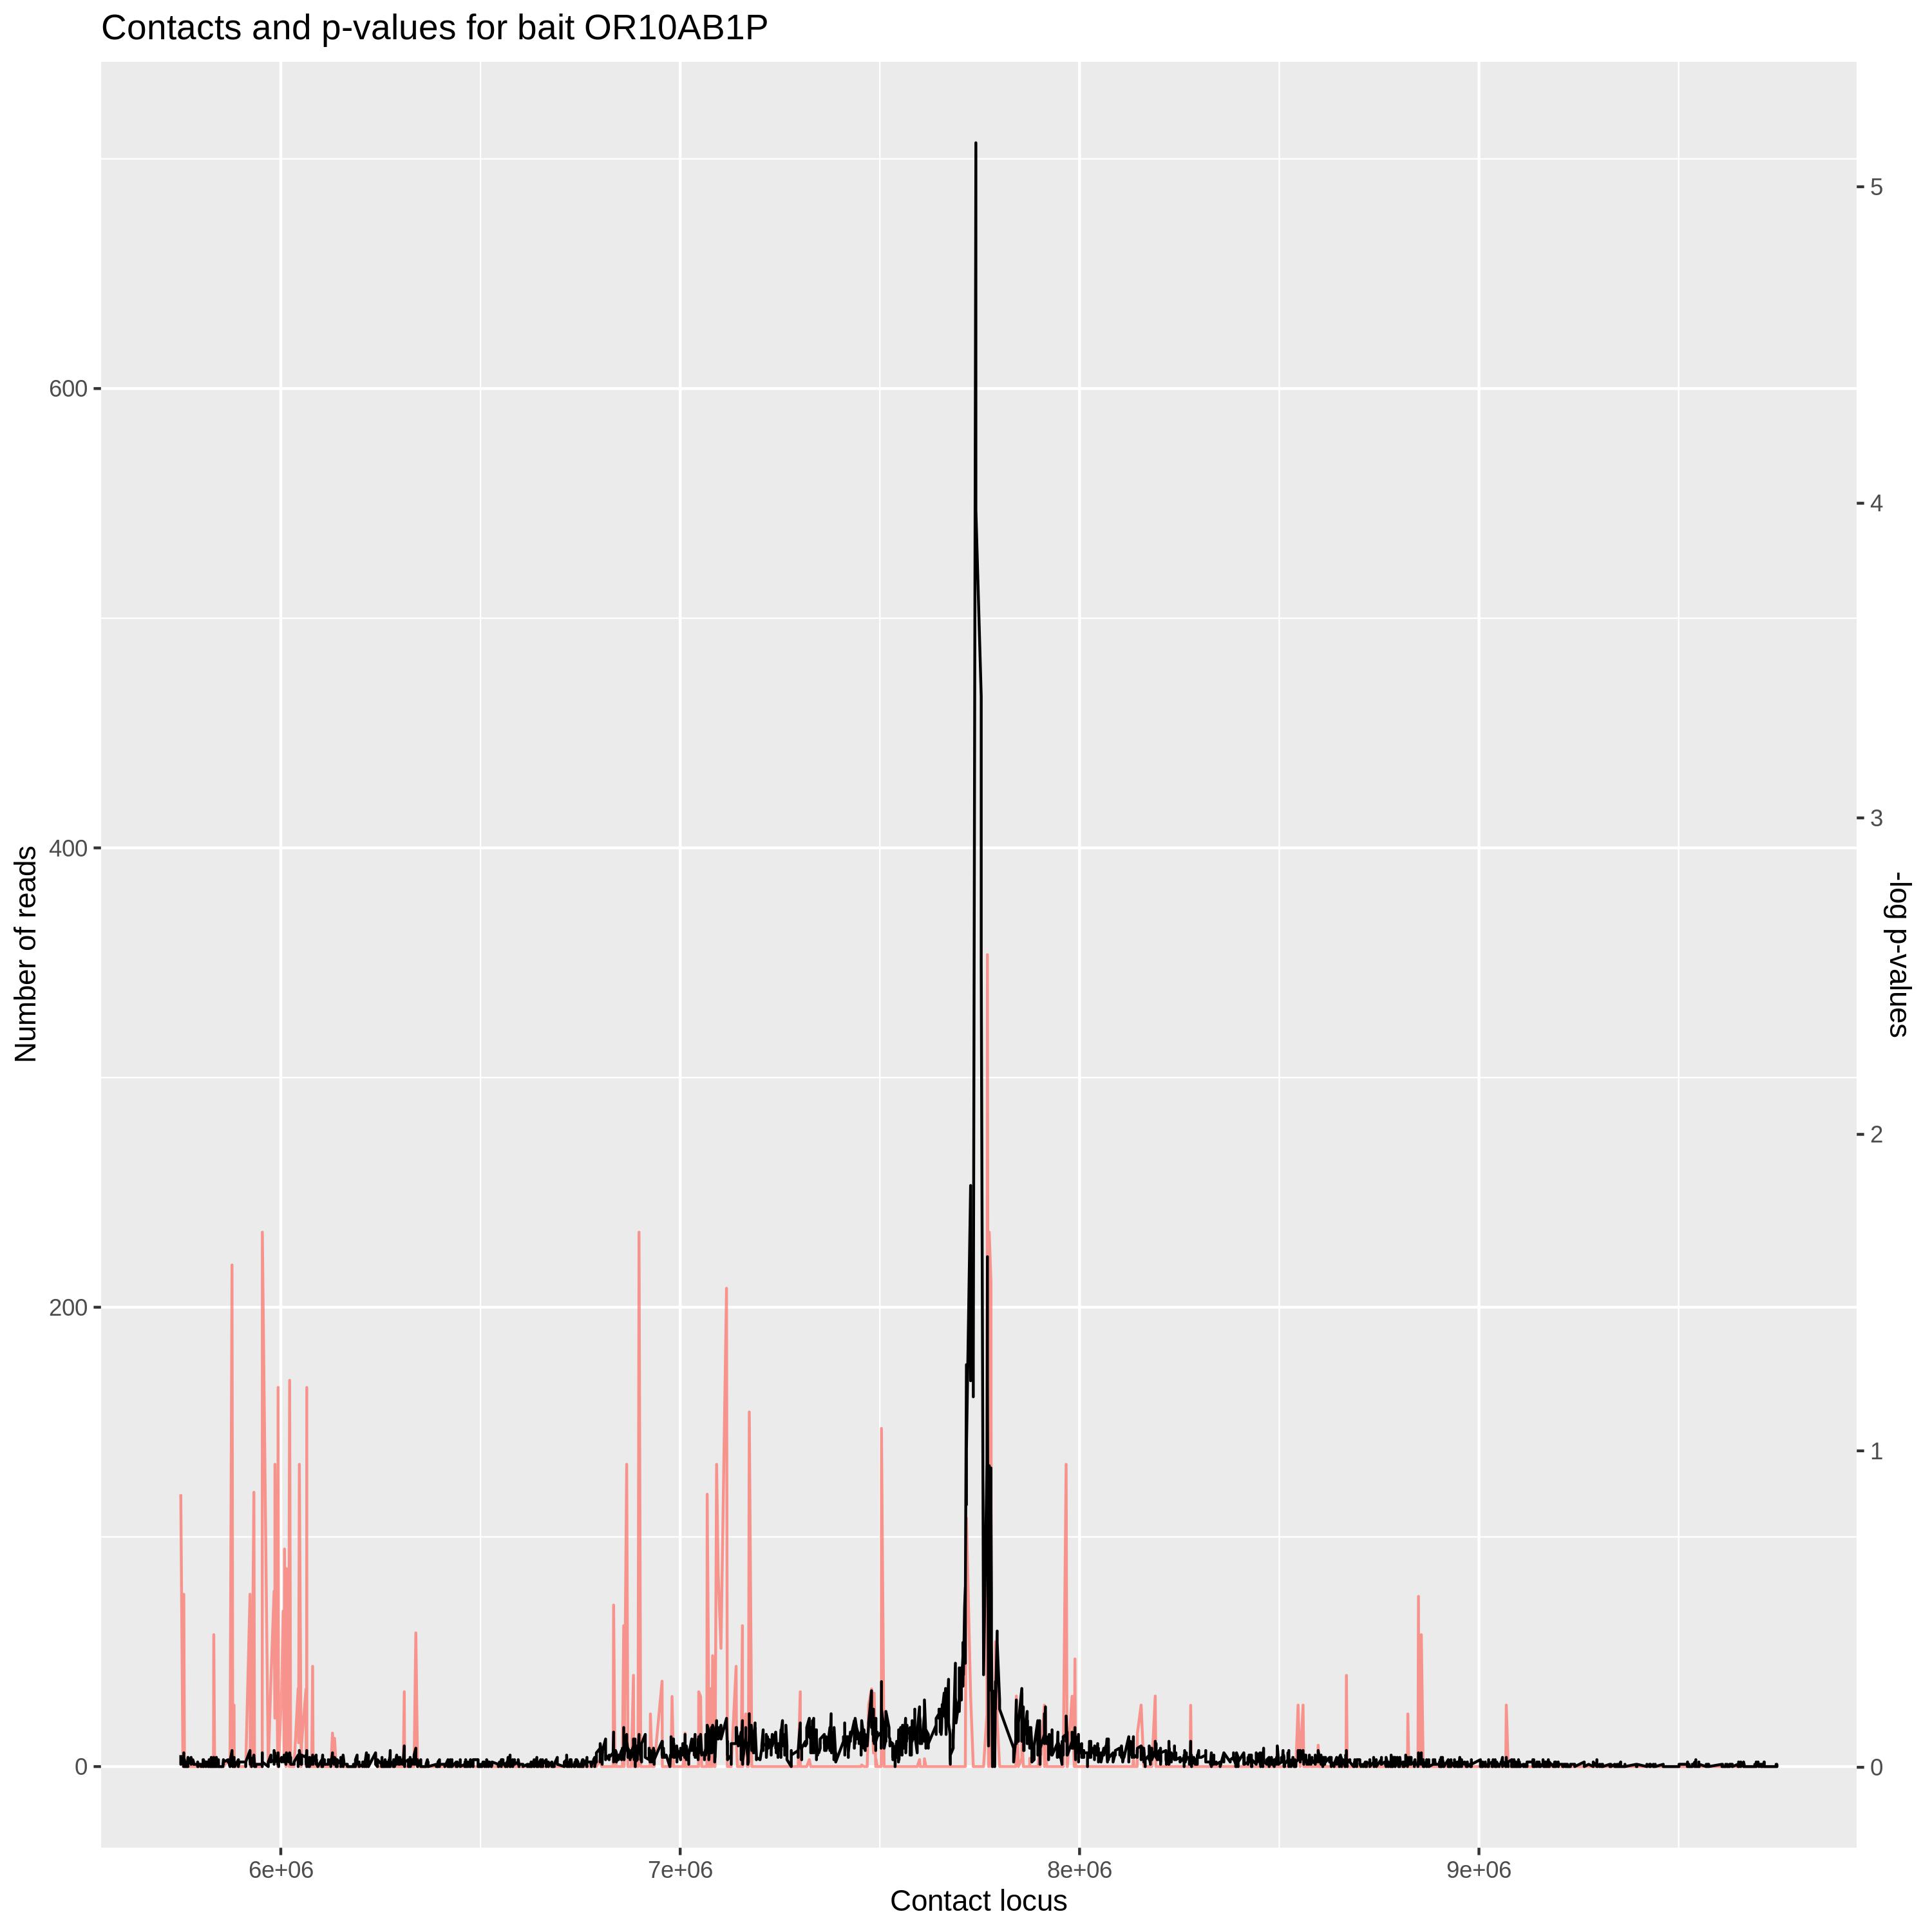 Contacts and p-values for bait OR10AB1P
Number of reads
600
400
200
0
5
4
3
2
1
0
-log p-values
6e+06
7e+06
8e+06
9e+06
Contact locus